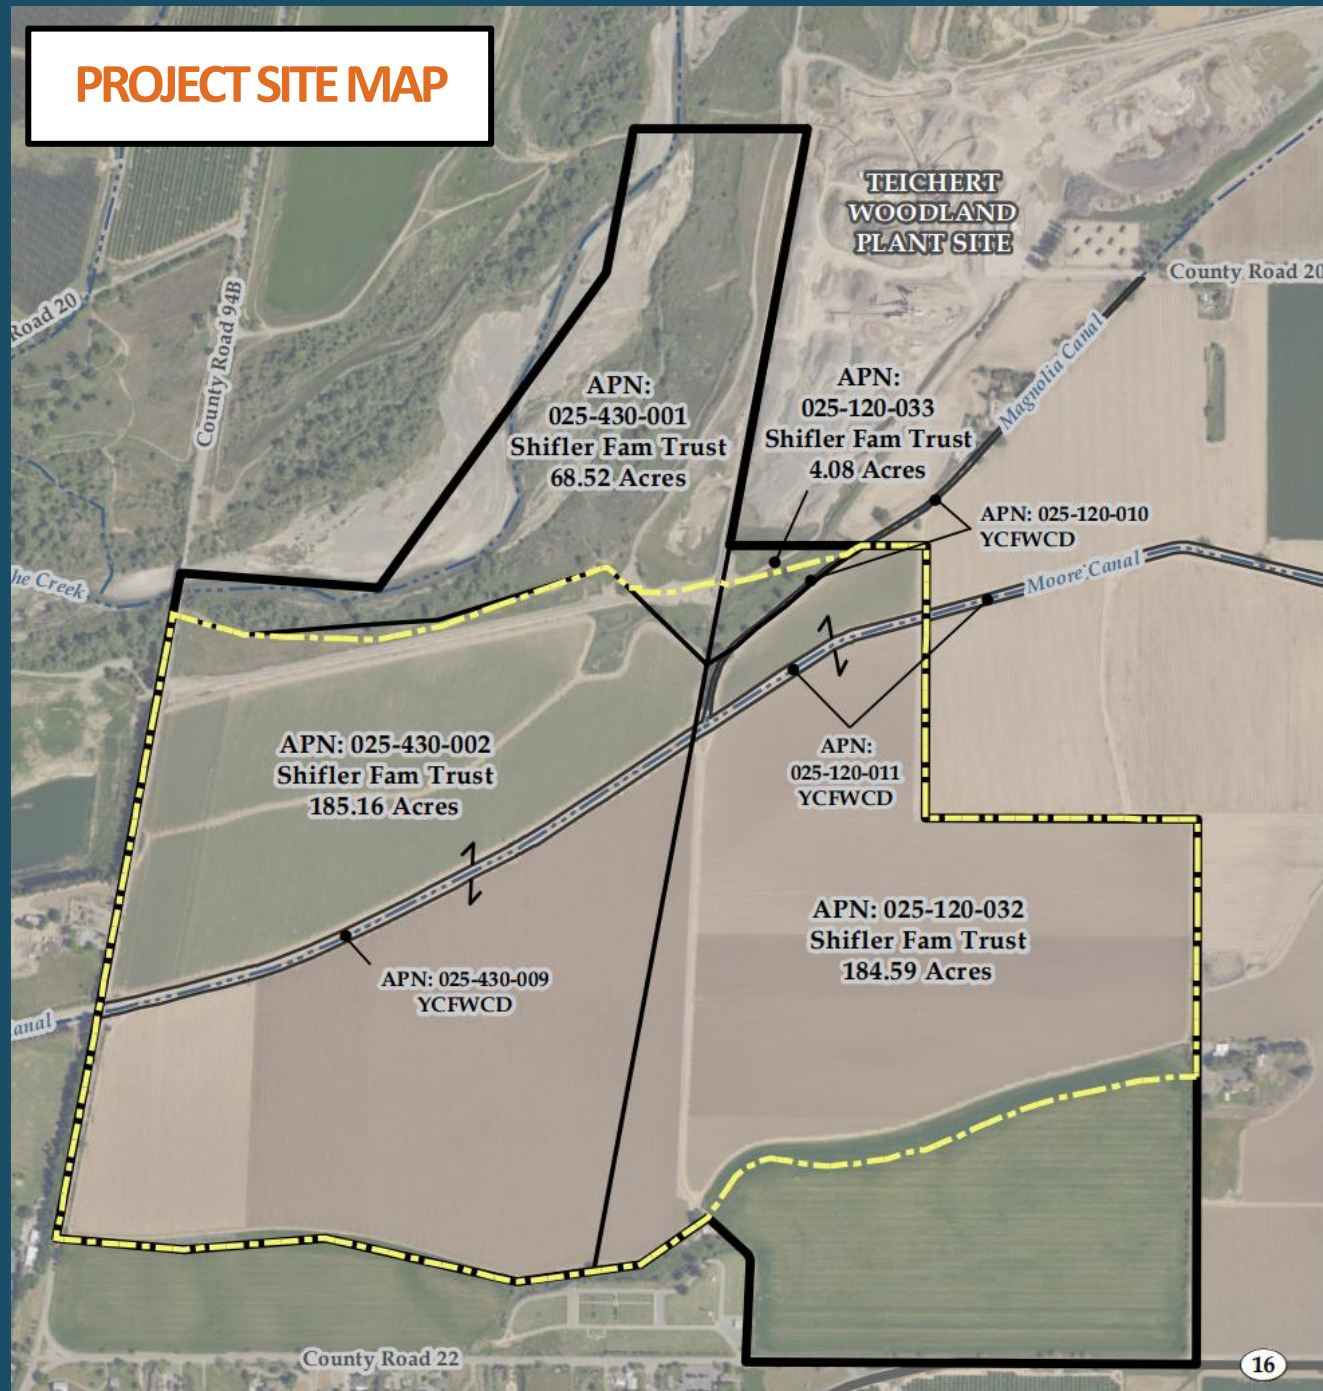 PROJECT SITE MAP
TEICHERT
WOODLAND
PLANT SITE
County Road 20
Road 20
County Road 94B
Magnolia Canal
APN:
025-430-001
Shifler Fam Trust
68.52 Acres
APN:
025-120-033
Shifler Fam Trust
4.08 Acres
APN: 025-120-010
YCFWCD
he Creek
Moore Canal
APN: 025-430-002
Shifler Fam Trust
185.16 Acres
APN:
025-120-011
YCFWCD
APN: 025-120-032
Shifler Fam Trust
184.59 Acres
APN: 025-430-009
YCFWCD
anal
County Road 22
16